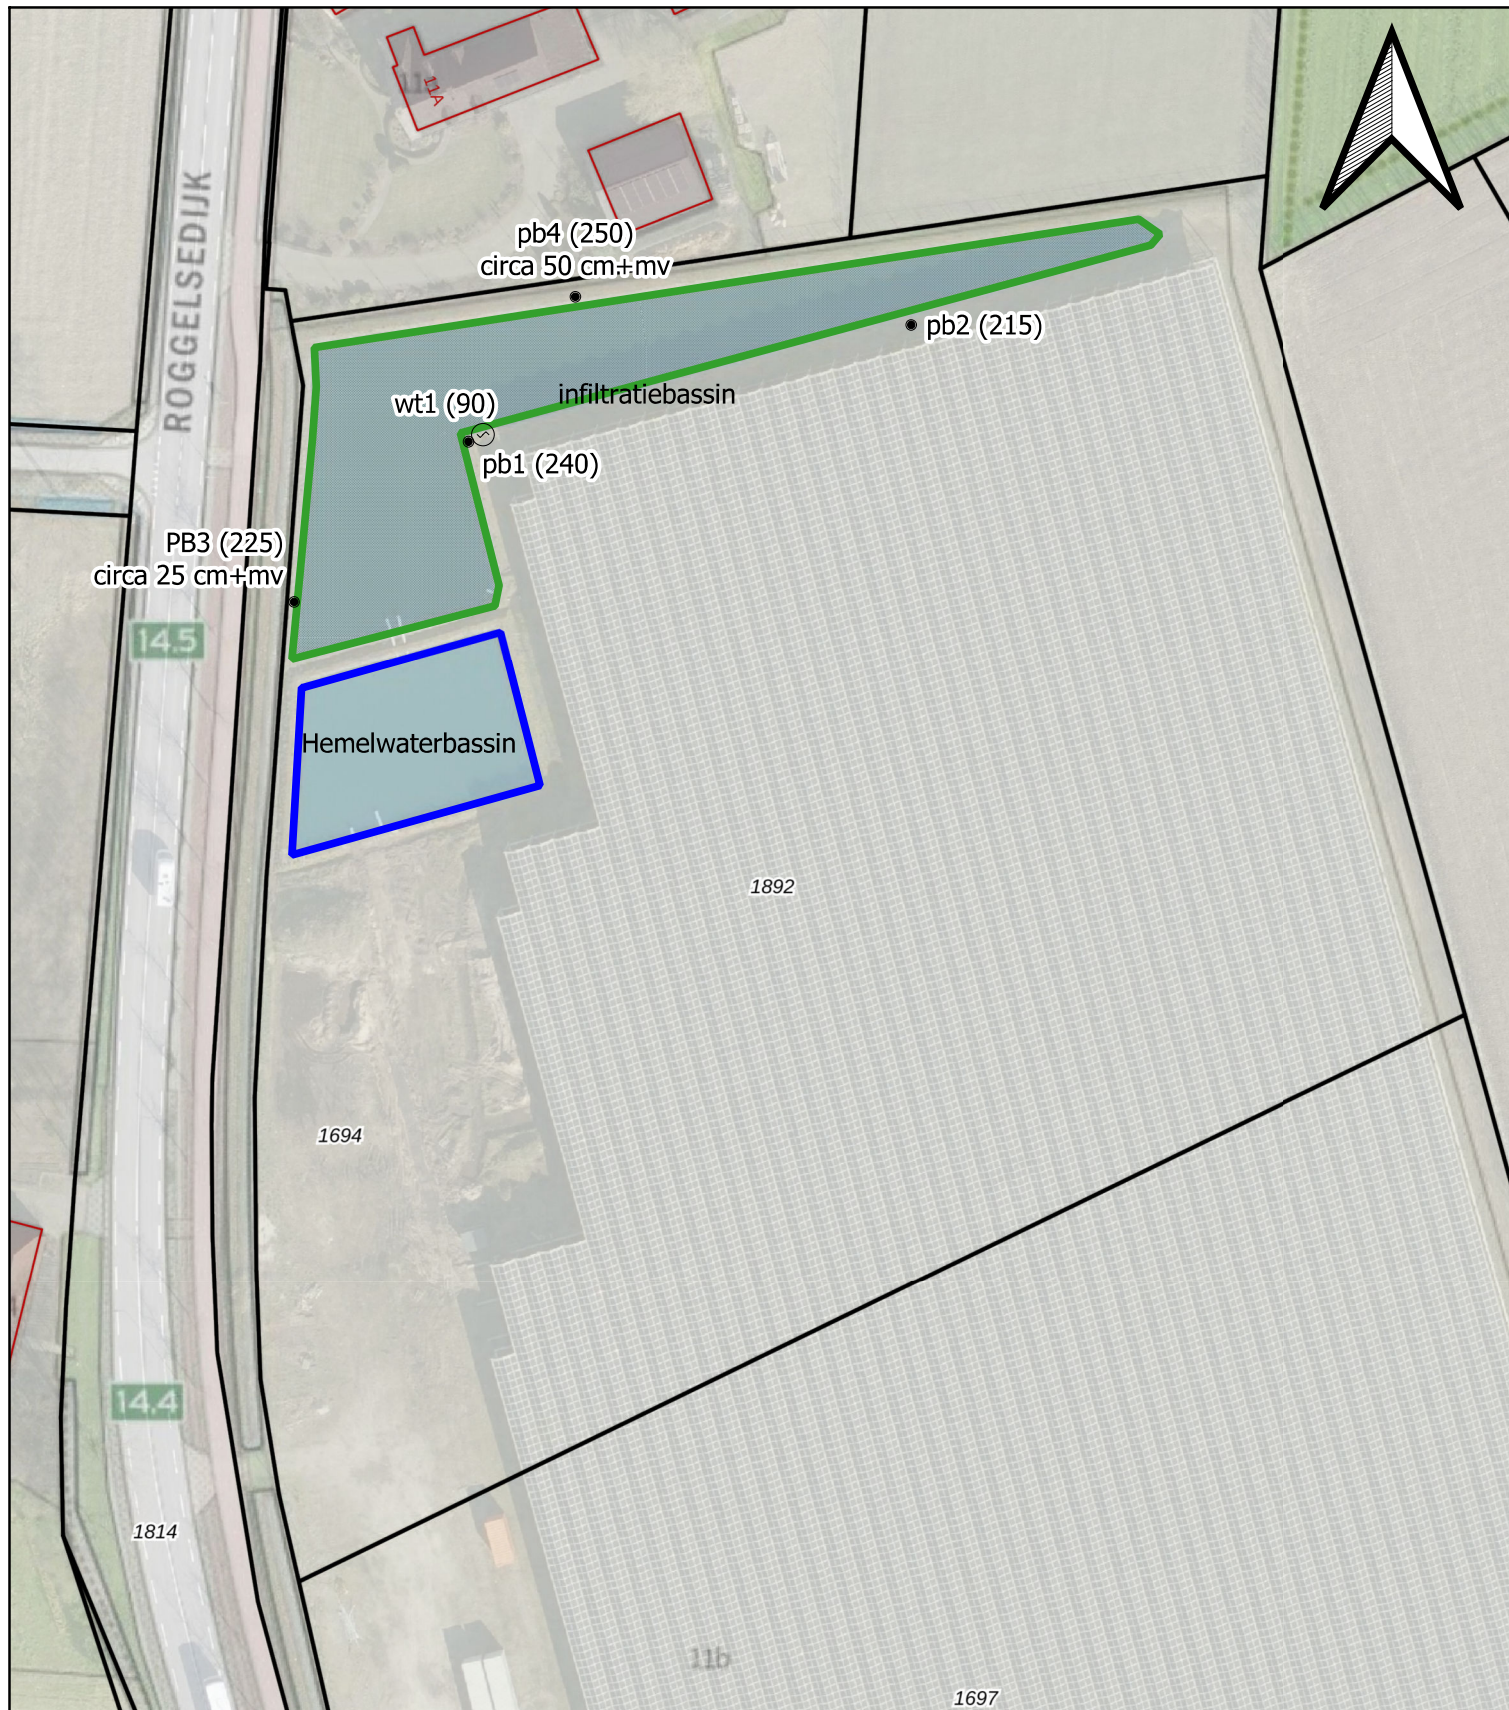 11A
ROGGELSEDIJK
pb4 (250)
circa 50 cm+mv
pb2 (215)
infiltratiebassin
wt1 (90)
pb1 (240)
PB3 (225)
circa 25 cm+mv
14.5
Hemelwaterbassin
1892
1694
14.4
1814
11b
1697